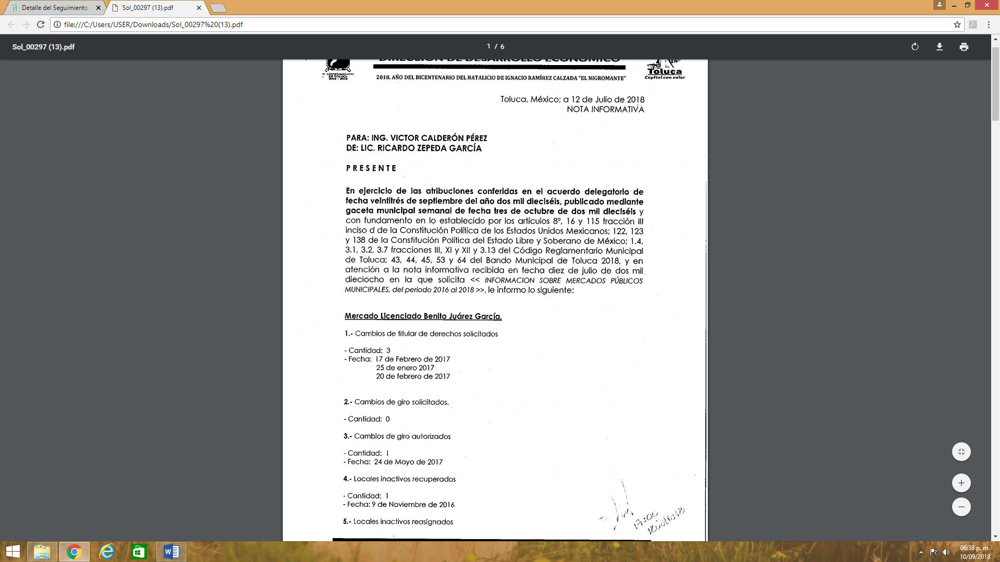 Detalle del Seguimiento
Sol_00297 (13).pdf
file:///C:/Users/USER/Downloads/Sol_00297%20(13).pdf
Sol_00297 (13).pdf
1 / 6
DIRECCIÓN DE DESARROLLO ECONÓMICO
H. AYUNTAMIENTO
DE TOLUCA
2016 - 2018
Toluca
Capital con valor
2018. AÑO DEL BICENTENARIO DEL NATALICIO DE IGNACIO RAMÍREZ CALZADA "EL NIGROMANTE"
Toluca, México; a 12 de Julio de 2018
NOTA INFORMATIVA
PARA: ING. VICTOR CALDERÓN PÉREZ
DE: LIC. RICARDO ZEPEDA GARCÍA
P R E S E N T E
En ejercicio de las atribuciones conferidas en el acuerdo delegatorio de
fecha veintitrés de septiembre del año dos mil dieciséis, publicado mediante
gaceta municipal semanal de fecha tres de octubre de dos mil dieciséis y
con fundamento en lo establecido por los artículos 8º, 16 y 115 fracción III
inciso d de la Constitución Política de los Estados Unidos Mexicanos; 122, 123
y 138 de la Constitución Política del Estado Libre y Soberano de México; 1.4,
3.1, 3.2, 3.7 fracciones III, XI y XII y 3.13 del Código Reglamentario Municipal
de Toluca; 43, 44, 45, 53 y 64 del Bando Municipal de Toluca 2018, y en
atención a la nota informativa recibida en fecha diez de julio de dos mil
dieciocho en la que solicita << INFORMACION SOBRE MERCADOS PÚBLICOS
MUNICIPALES, del periodo 2016 al 2018 >>, le informo lo siguiente:
Mercado Licenciado Benito Juárez García.
1.- Cambios de titular de derechos solicitados
- Cantidad: 3
- Fecha: 17 de Febrero de 2017
25 de enero 2017
20 de febrero de 2017
2.- Cambios de giro solicitados.
- Cantidad: 0
3.- Cambios de giro autorizados
- Cantidad: 1
- Fecha: 24 de Mayo de 2017
4.- Locales inactivos recuperados
- Cantidad: 1
- Fecha: 9 de Noviembre de 2016
5.- Locales inactivos reasignados
06:38 p. m.
10/09/2018